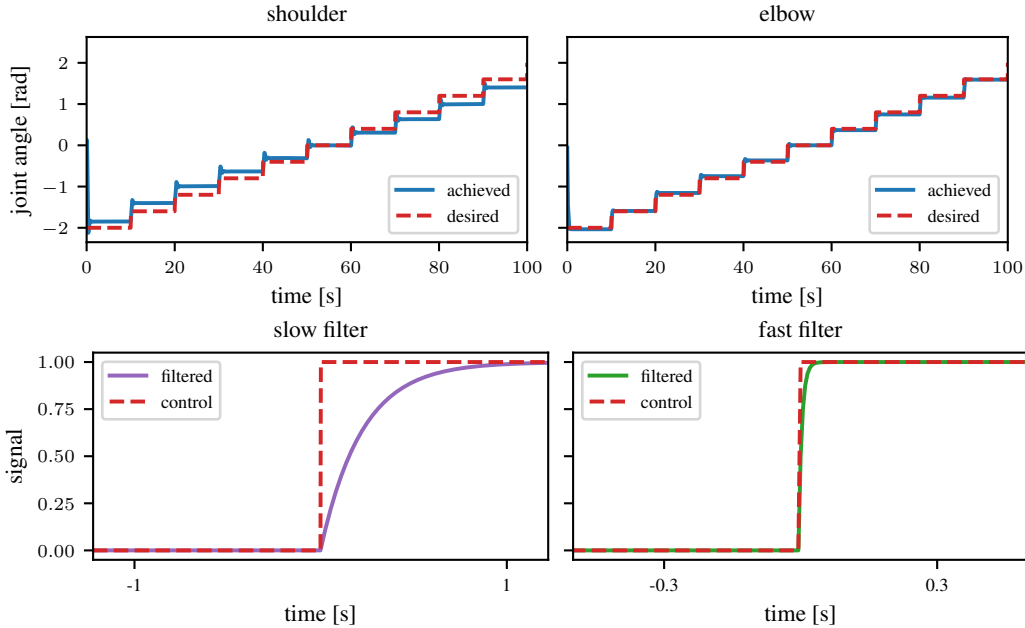 shoulder
elbow
joint angle [rad]
2
1
0
−1
−2
achieved
desired
achieved
desired
0
20
40
60
80
100
0
20
40
60
80
100
time [s]
time [s]
slow filter
fast filter
signal
1.00
0.75
0.50
0.25
0.00
filtered
control
filtered
control
-1
1
-0.3
0.3
time [s]
time [s]